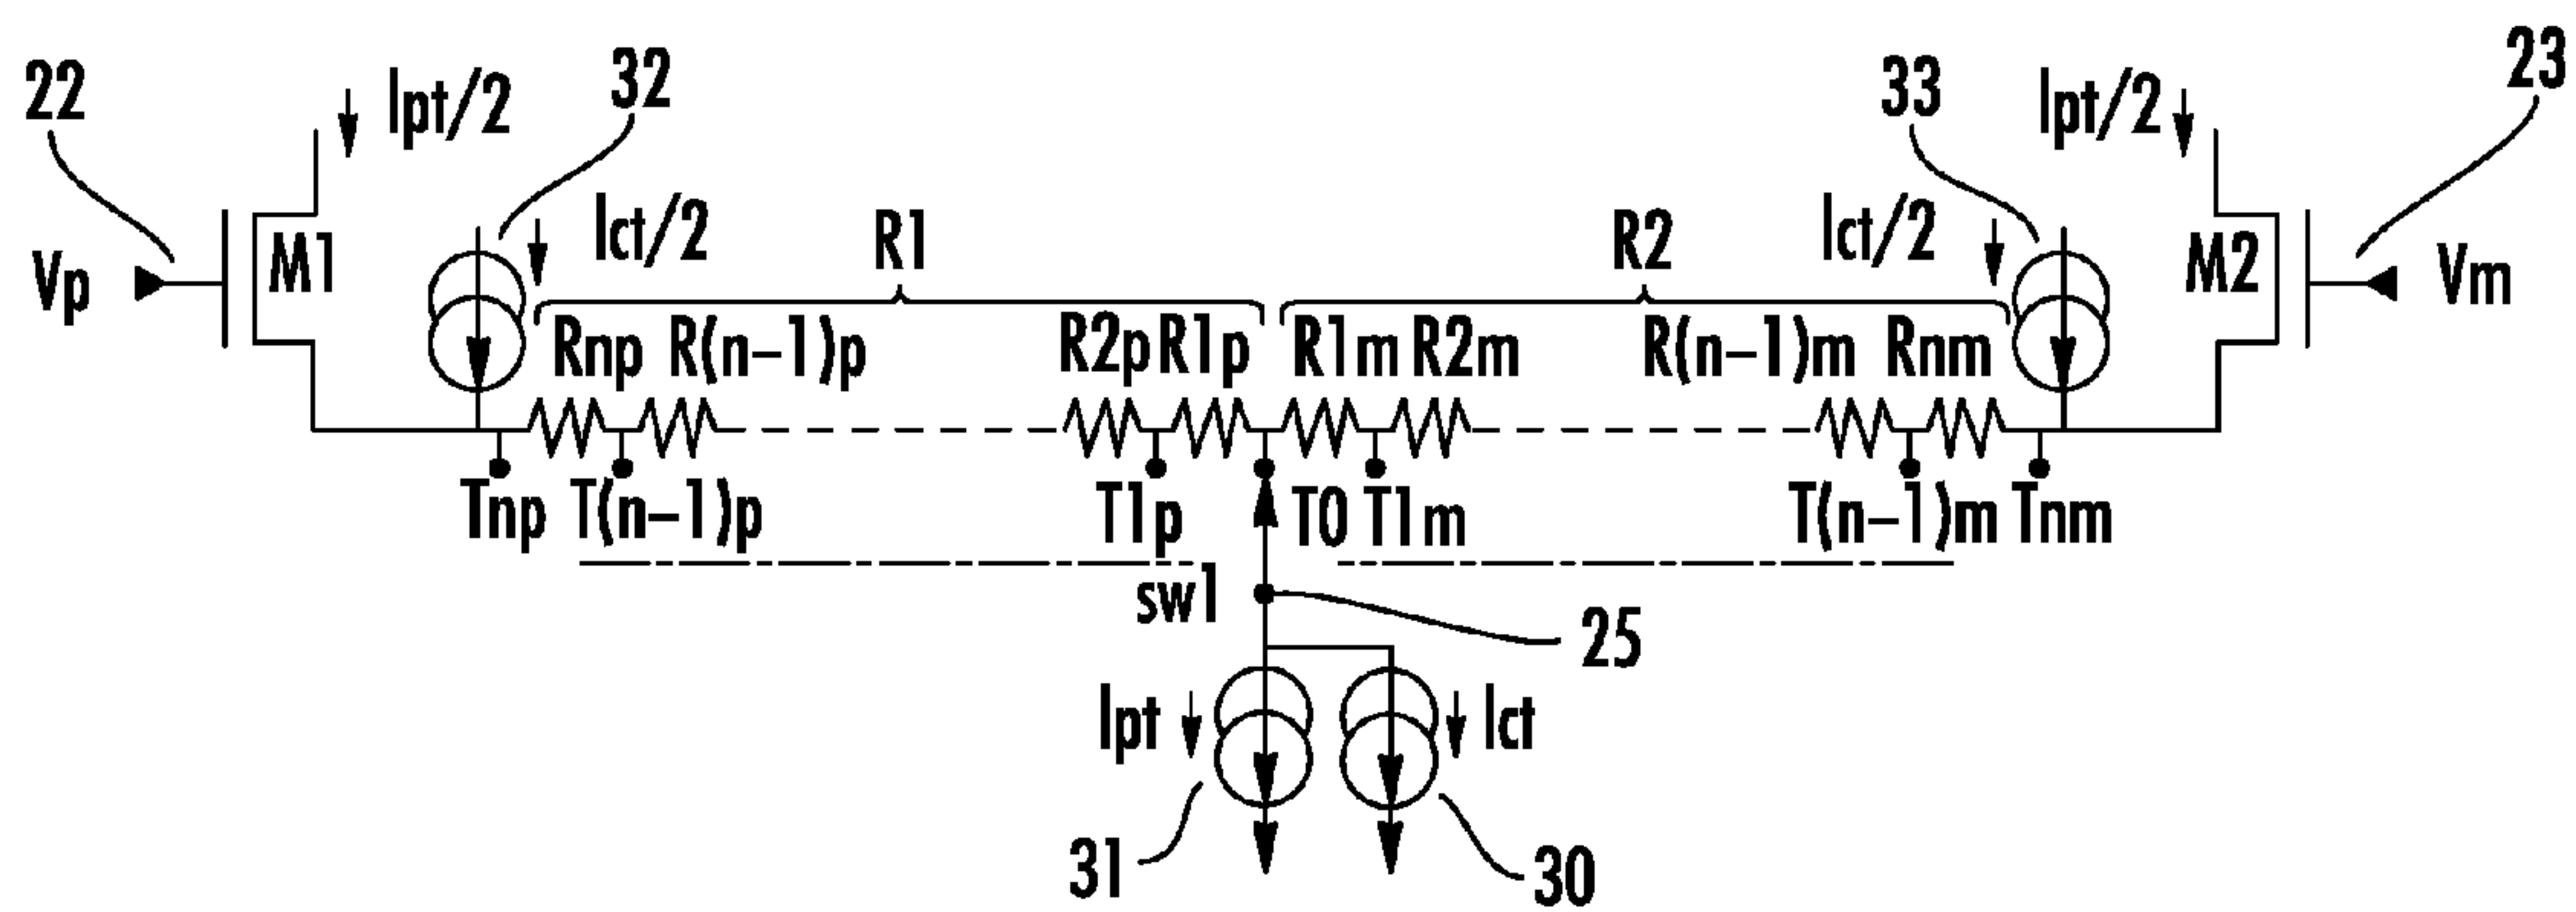 22
Ipt/2
32
33
Ipt/2
23
Vp
M1
Ict/2
R1
R2
Ict/2
M2
Vm
Rnp
R(n-1)p
R2p
R1p
R1m
R2m
R(n-1)m
Rnm
Tnp
T(n-1)p
T1p
T0
T1m
T(n-1)m
Tnm
sw1
25
Ipt
Ict
31
30